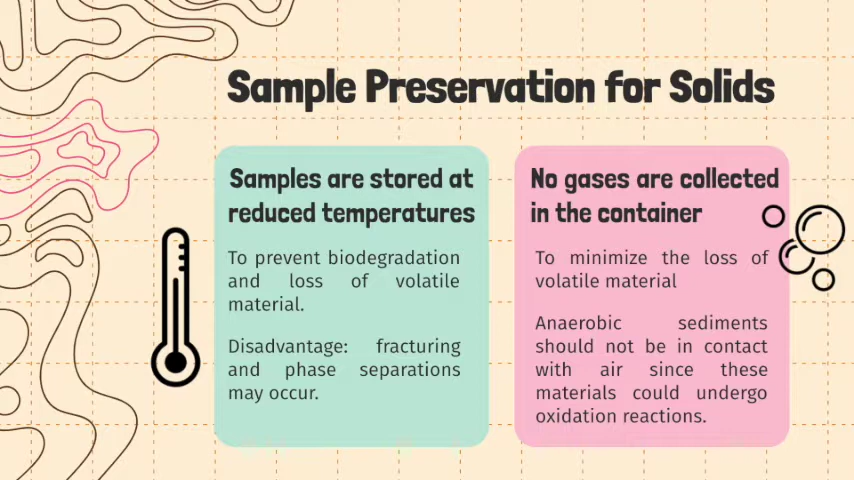 Sample Preservation for Solids
Samples are stored at
reduced temperatures
To prevent biodegradation
and loss of volatile
material.
Disadvantage: fracturing
and phase separations
may occur.
No gases are collected
in the container
To minimize the loss of
volatile material
Anaerobic sediments
should not be in contact
with air since these
materials could undergo
oxidation reactions.